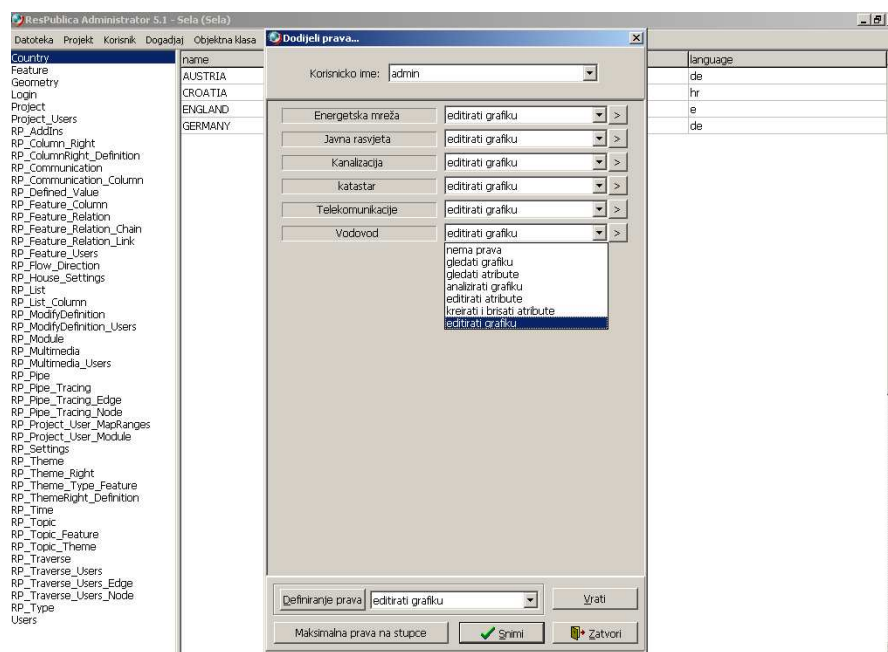 ResPublica Administrator 5.1 - Sela (Sela)
Datoteka Projekt Korisnik Dogadjaj Objektna klasa
Country
Feature
Geometry
Login
Project
Project_Users
RP_AddIns
RP_Column_Right
RP_ColumnRight_Definition
RP_Communication
RP_Communication_Column
RP_Defined_Value
RP_Feature_Column
RP_Feature_Relation
RP_Feature_Relation_Chain
RP_Feature_Relation_Link
RP_Feature_Users
RP_Flow_Direction
RP_House_Settings
RP_List
RP_List_Column
RP_ModifyDefinition
RP_ModifyDefinition_Users
RP_Module
RP_Multimedia
RP_Multimedia_Users
RP_Pipe
RP_Pipe_Tracing
RP_Pipe_Tracing_Edge
RP_Pipe_Tracing_Node
RP_Project_User_MapRanges
RP_Project_User_Module
RP_Settings
RP_Theme
RP_Theme_Right
RP_Theme_Type_Feature
RP_ThemeRight_Definition
RP_Time
RP_Topic
RP_Topic_Feature
RP_Topic_Theme
RP_Traverse
RP_Traverse_Users
RP_Traverse_Users_Edge
RP_Traverse_Users_Node
RP_Type
Users
name
AUSTRIA
CROATIA
ENGLAND
GERMANY
Dodijeli prava...
Korisnicko ime: admin
Energetska mreža editirati grafiku >
Javna rasvjeta editirati grafiku >
Kanalizacija editirati grafiku >
katastar editirati grafiku >
Telekomunikacije editirati grafiku >
Vodovod editirati grafiku >
nema prava
gledati grafiku
gledati atribute
analizirati grafiku
editirati atribute
kreirati i brisati atribute
editirati grafiku
Definiranje prava editirati grafiku Vrati
Maksimalna prava na stupce Snimi Zatvori
language
de
hr
e
de